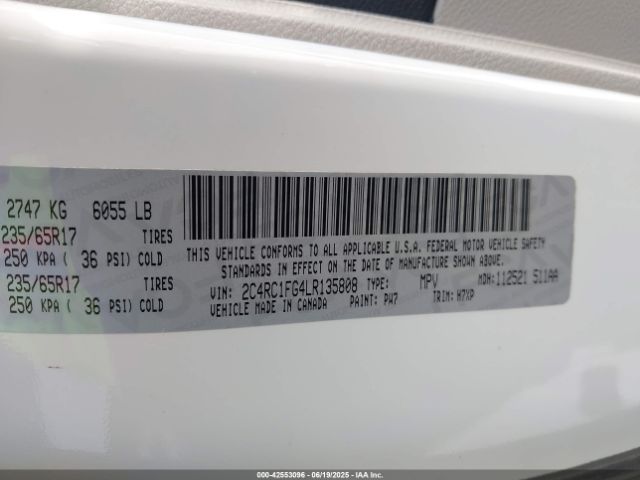 2747 KG 6055 LB
235/65R17 TIRES
250 KPA ( 36 PSI) COLD
235/65R17 TIRES
250 KPA ( 36 PSI) COLD
THIS VEHICLE CONFORMS TO ALL APPLICABLE U.S.A. FEDERAL MOTOR VEHICLE SAFETY
STANDARDS IN EFFECT ON THE DATE OF MANUFACTURE SHOWN ABOVE.
VIN: 2C4RC1FG4LR135808 TYPE: MPV MDH: 112521 511AA
VEHICLE MADE IN CANADA PAINT: PW7 TRIM: H7XP
000-42553096 - 06/19/2025 - IAA Inc.